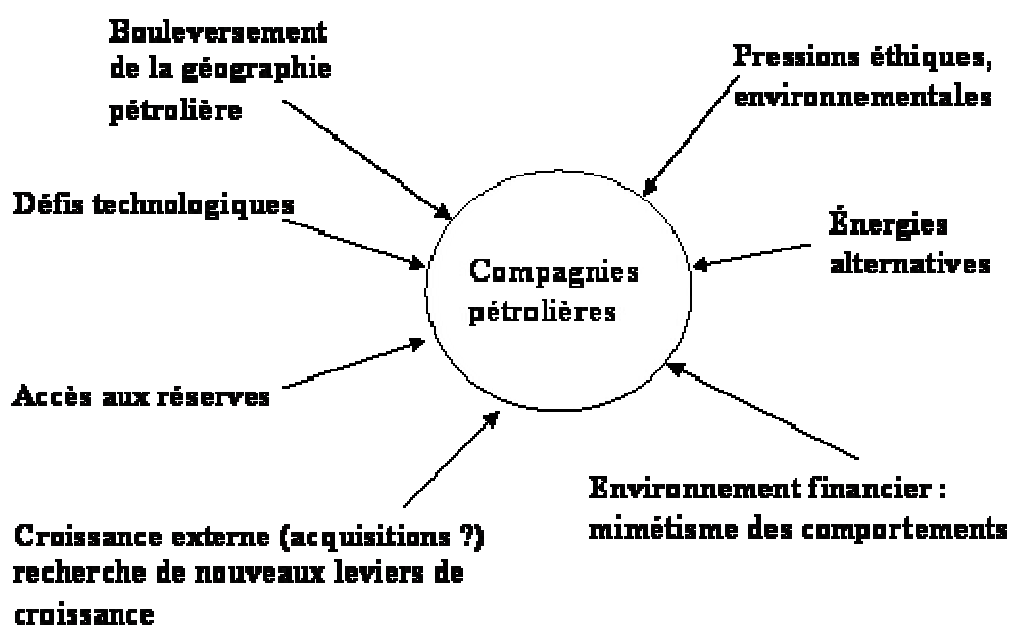 Bouleversement
de la géographie
pétrolière
Pressions éthiques,
environnementales
Défis technologiques
Énergies
alternatives
Compagnies
pétrolières
Accès aux réserves
Environnement financier :
mimétisme des comportements
Croissance externe (acquisitions ?)
recherche de nouveaux leviers de
croissance